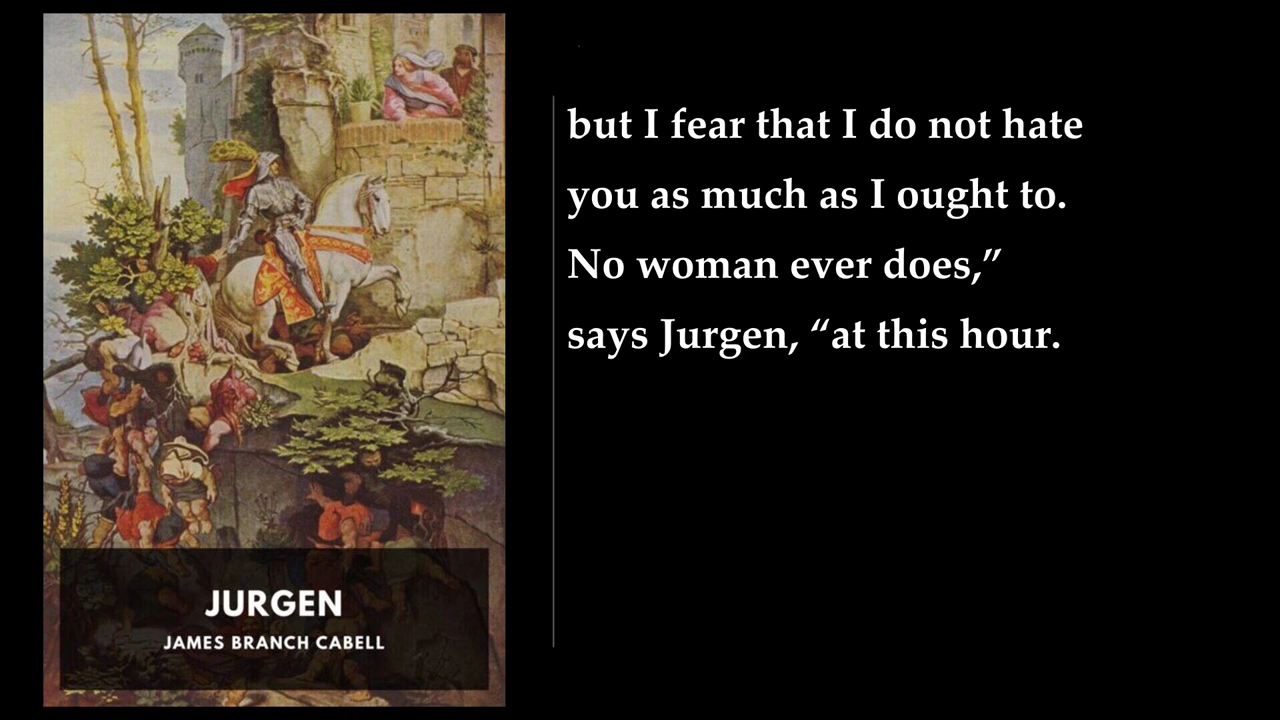 JURGEN
JAMES BRANCH CABELL
but I fear that I do not hate
you as much as I ought to.
No woman ever does,”
says Jurgen, “at this hour.